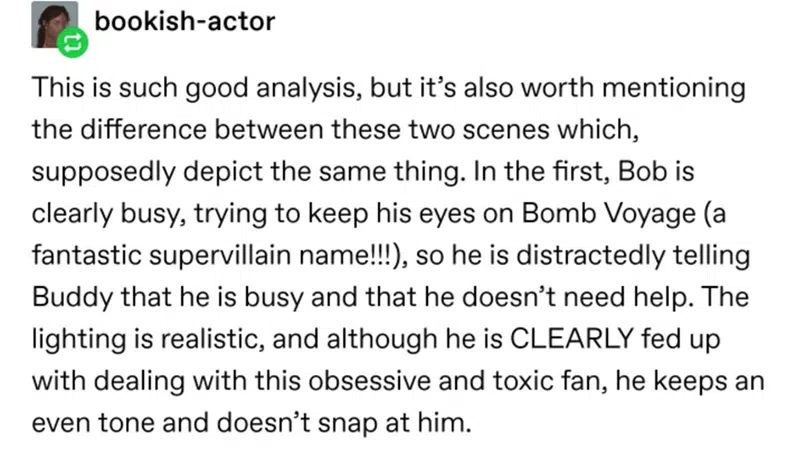 bookish-actor
This is such good analysis, but it’s also worth mentioning
the difference between these two scenes which,
supposedly depict the same thing. In the first, Bob is
clearly busy, trying to keep his eyes on Bomb Voyage (a
fantastic supervillain name!!!), so he is distractedly telling
Buddy that he is busy and that he doesn’t need help. The
lighting is realistic, and although he is CLEARLY fed up
with dealing with this obsessive and toxic fan, he keeps an
even tone and doesn’t snap at him.